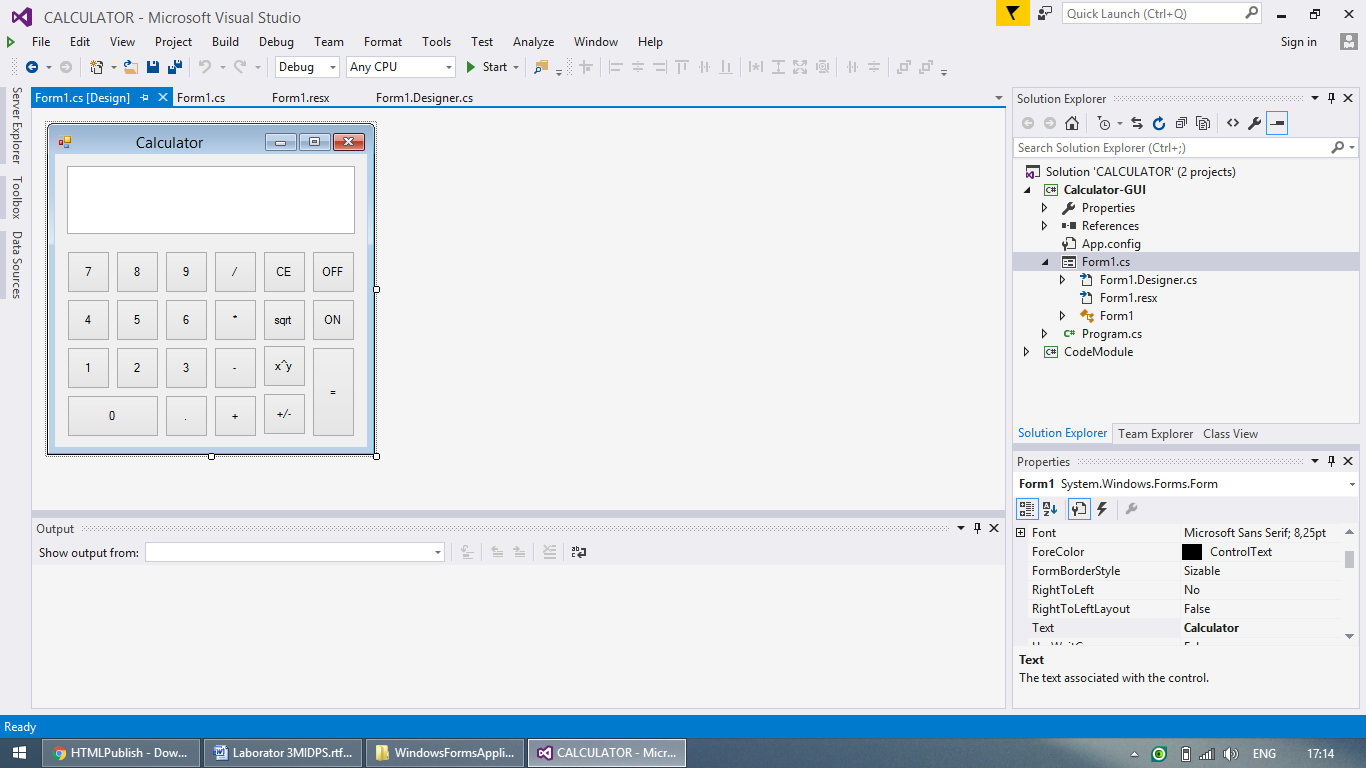 CALCULATOR - Microsoft Visual Studio
Quick Launch (Ctrl+Q)
File Edit View Project Build Debug Team Format Tools Test Analyze Window Help
Sign in
Debug Any CPU Start
Form1.cs [Design] Form1.cs Form1.resx Form1.Designer.cs
Server Explorer
Toolbox
Data Sources
Calculator
7 8 9 / CE OFF
4 5 6 * sqrt ON
1 2 3 - x^y =
0 . + +/-
Output
Show output from:
Solution Explorer
Search Solution Explorer (Ctrl+;)
Solution 'CALCULATOR' (2 projects)
C# Calculator-GUI
Properties
References
App.config
Form1.cs
Form1.Designer.cs
Form1.resx
Form1
C# Program.cs
C# CodeModule
Solution Explorer Team Explorer Class View
Properties
Form1 System.Windows.Forms.Form
Font Microsoft Sans Serif; 8,25pt
ForeColor ControlText
FormBorderStyle Sizable
RightToLeft No
RightToLeftLayout False
Text Calculator
Text
The text associated with the control.
Ready
HTMLPublish - Dow... Laborator 3MIDPS.rtf... WindowsFormsAppli... CALCULATOR - Micr... ENG 17:14